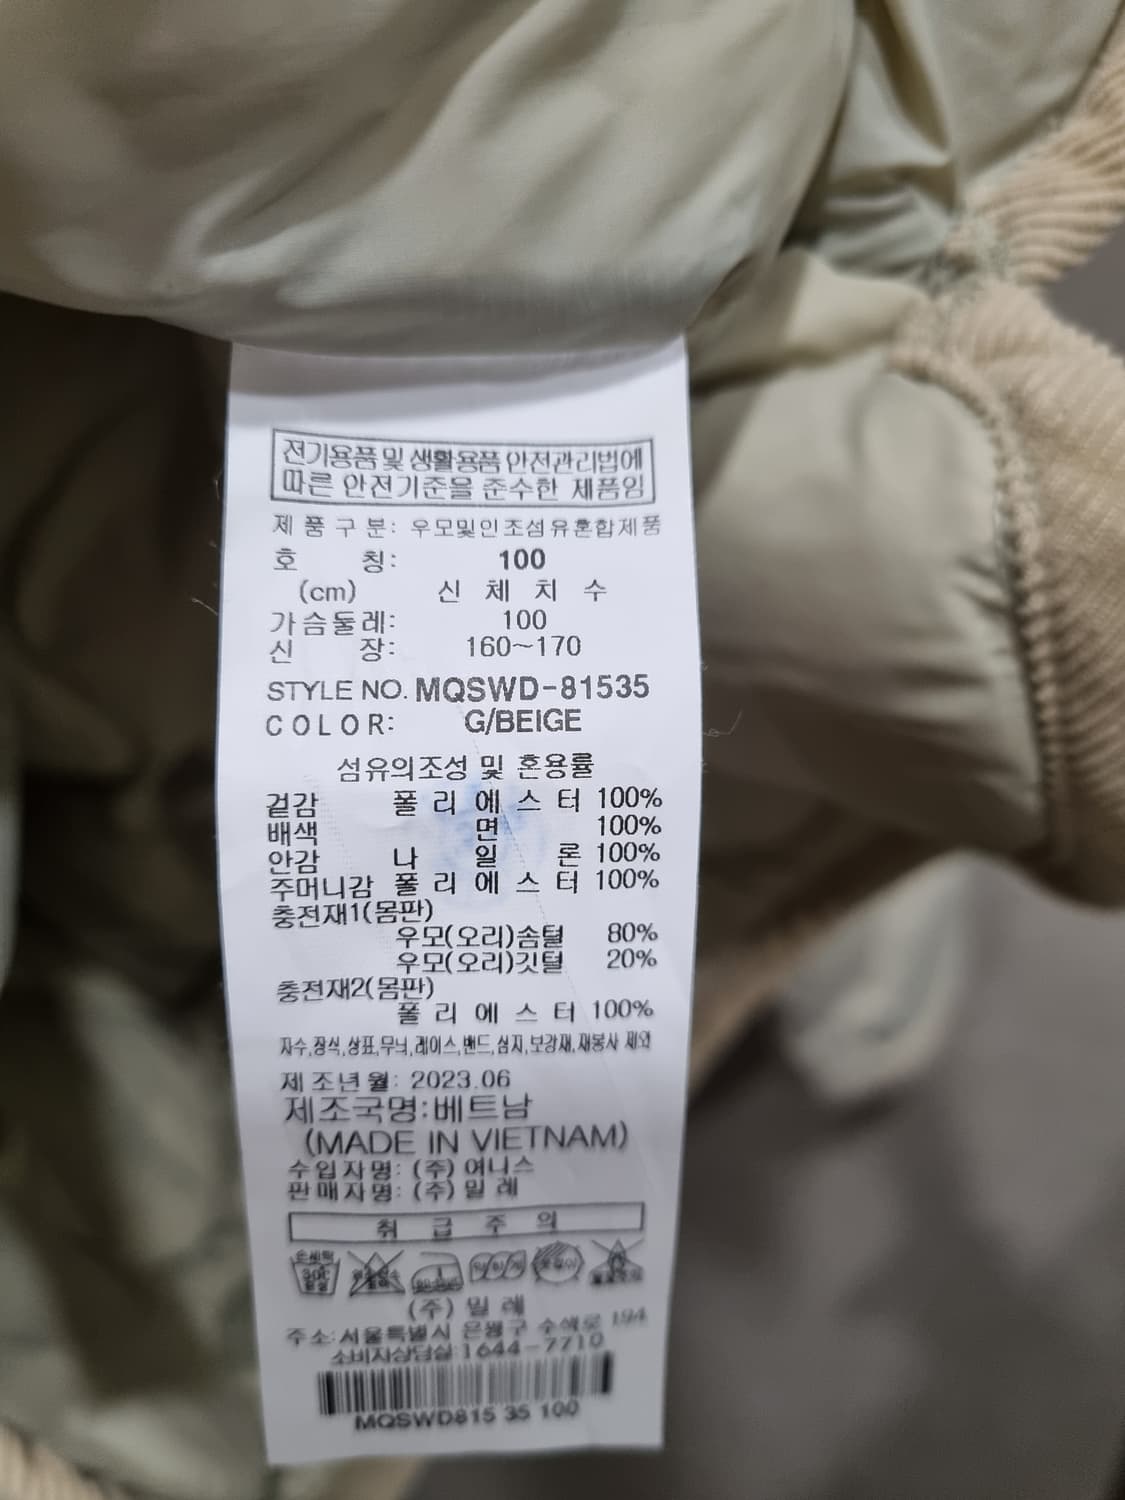 전기용품 및 생활용품 안전관리법에
따른 안전기준을 준수한 제품임
제 품 구 분: 우모및인조섬유혼합제품
호 칭: 100
(cm) 신 체 치 수
가슴둘레: 100
신 장: 160~170
STYLE NO. MQSWD-81535
COLOR: G/BEIGE
섬유의조성 및 혼용률
겉감 폴 리 에 스 터 100%
배색 면 100%
안감 나 일 론 100%
주머니감 폴 리 에 스 터 100%
충전재1(몸판)
우모(오리)솜털 80%
우모(오리)깃털 20%
충전재2(몸판)
폴 리 에 스 터 100%
자수,장식,상표,무늬,레이스,밴드,심지,보강재,재봉사 제외
제 조년 월: 2023.06
제조국명:베트남
(MADE IN VIETNAM)
수입자명: (주) 여니스
판매자명: (주) 밀 레
취 급 주 의
손세탁
30℃
(주) 밀 레
주소:서울특별시 은평구 수색로 194
소비자상담실:1644-7710
MQSWD815 35 100